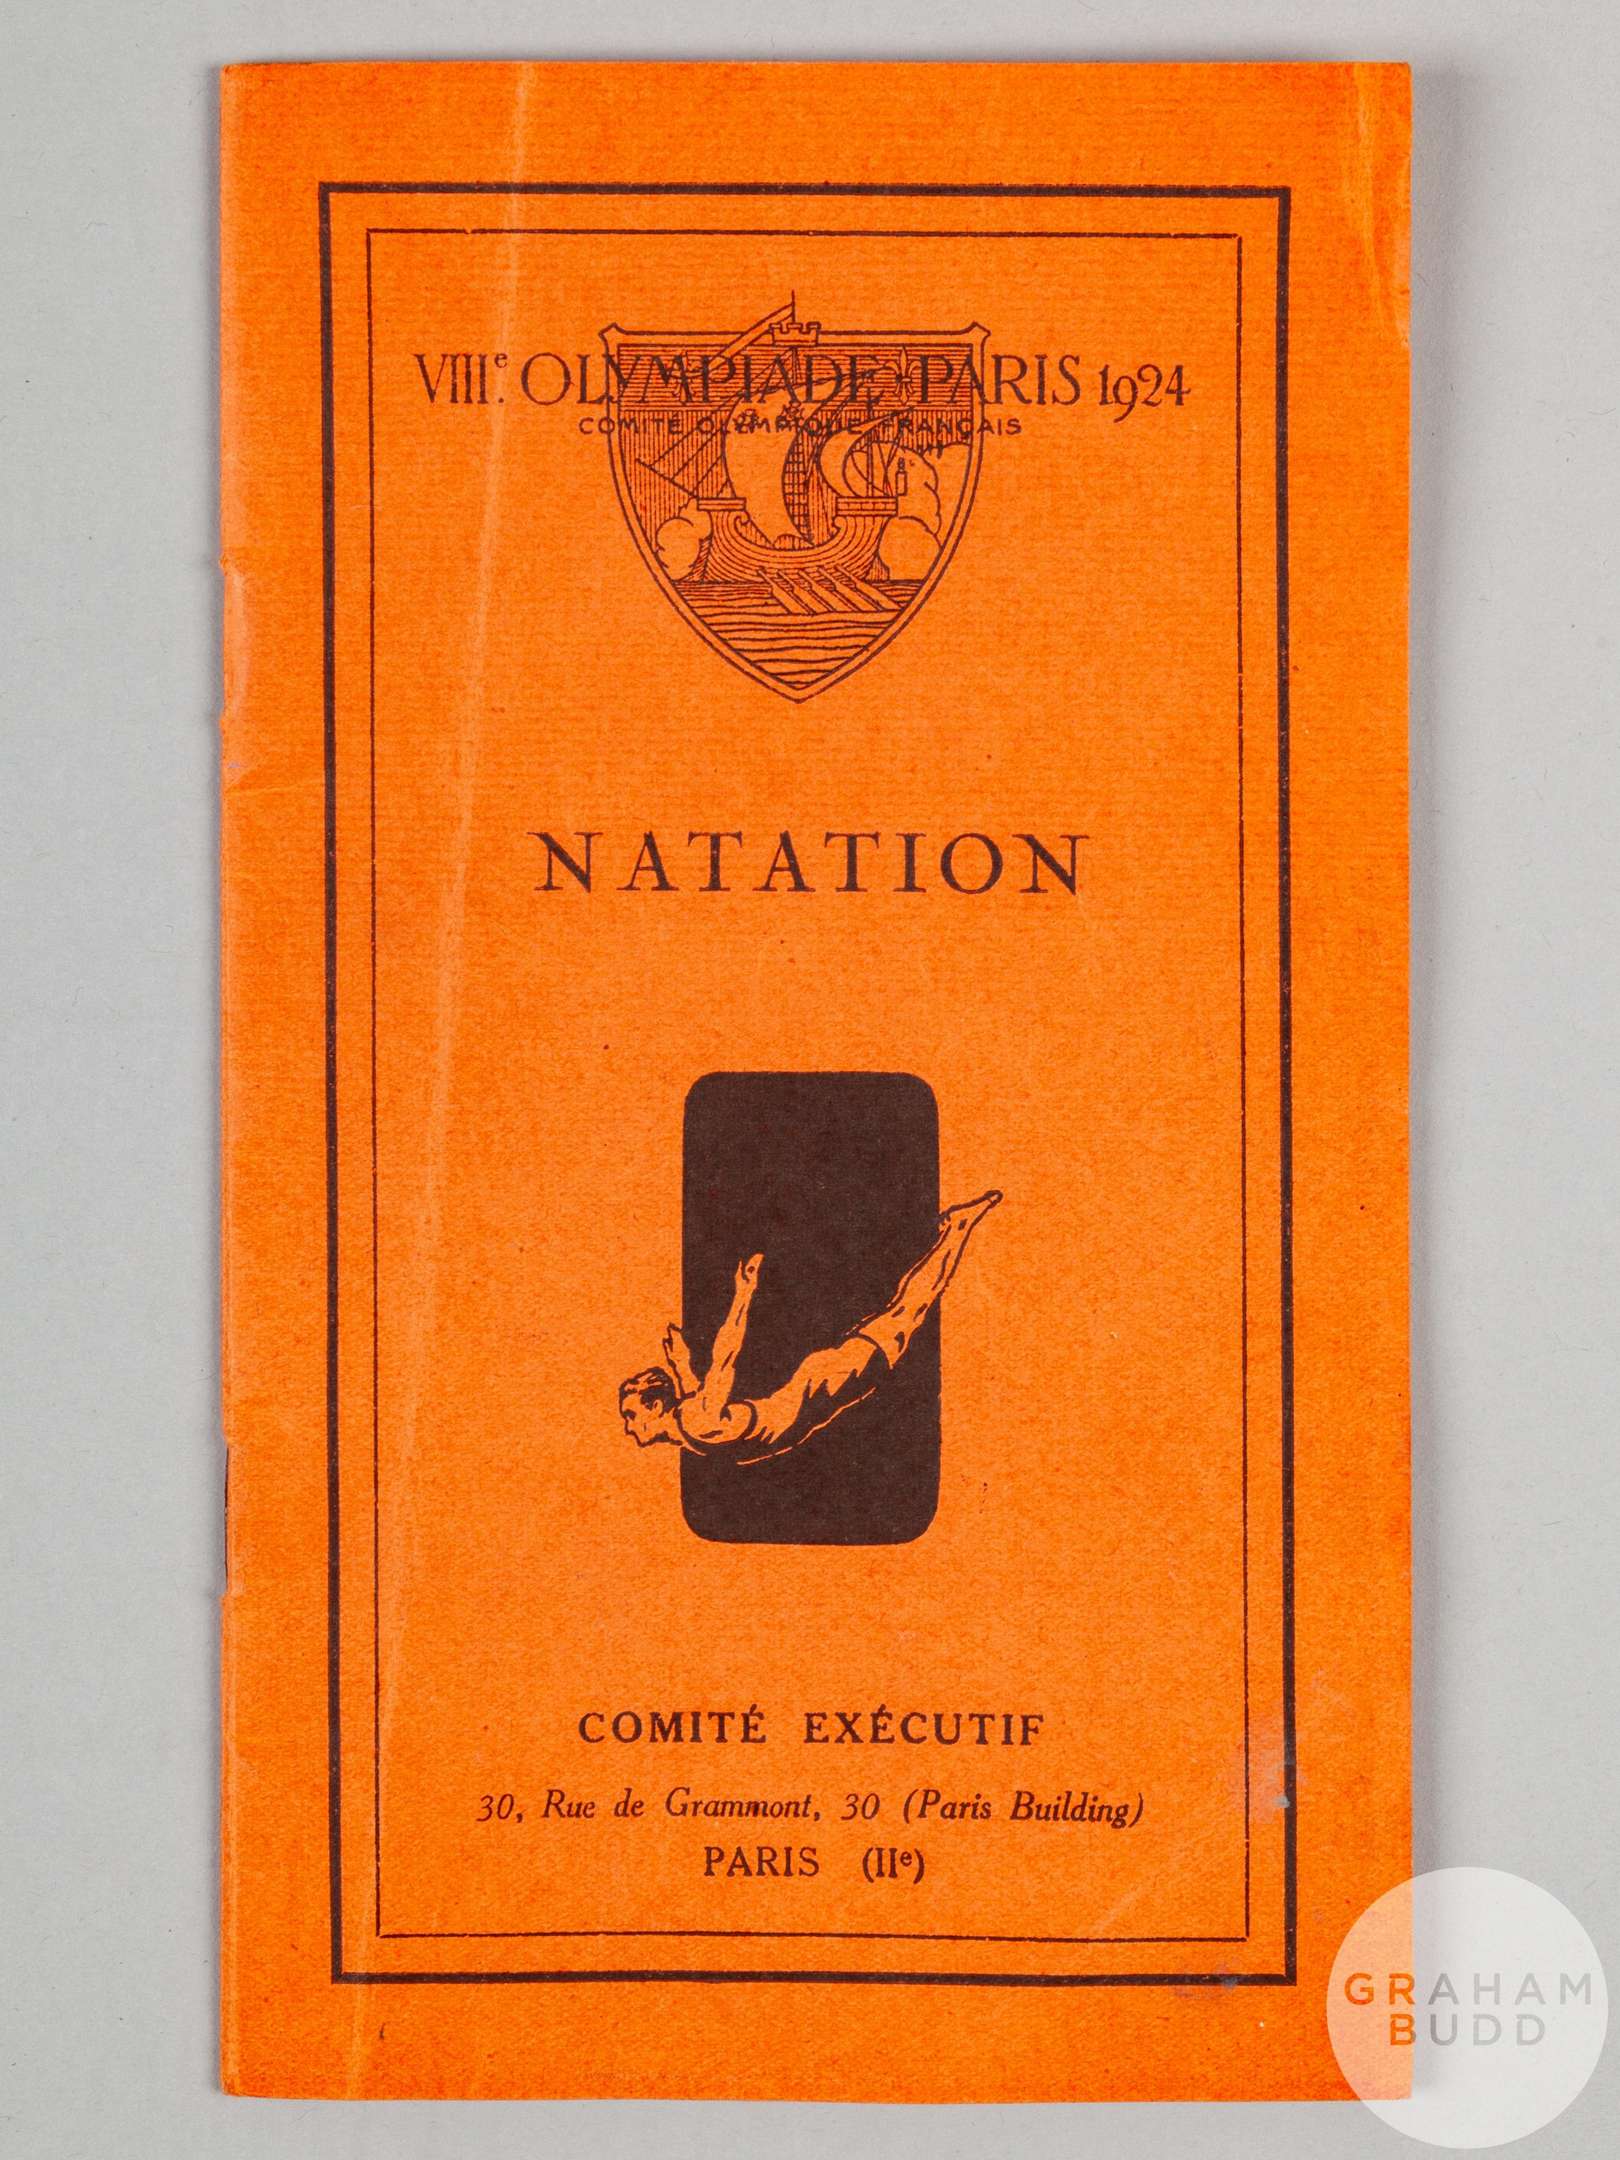 VIIIe. OLYMPIADE · PARIS 1924
COMITÉ OLYMPIQUE FRANÇAIS
NATATION
COMITÉ EXÉCUTIF
30, Rue de Grammont, 30 (Paris Building)
PARIS (IIe)
GRAHAM
BUDD